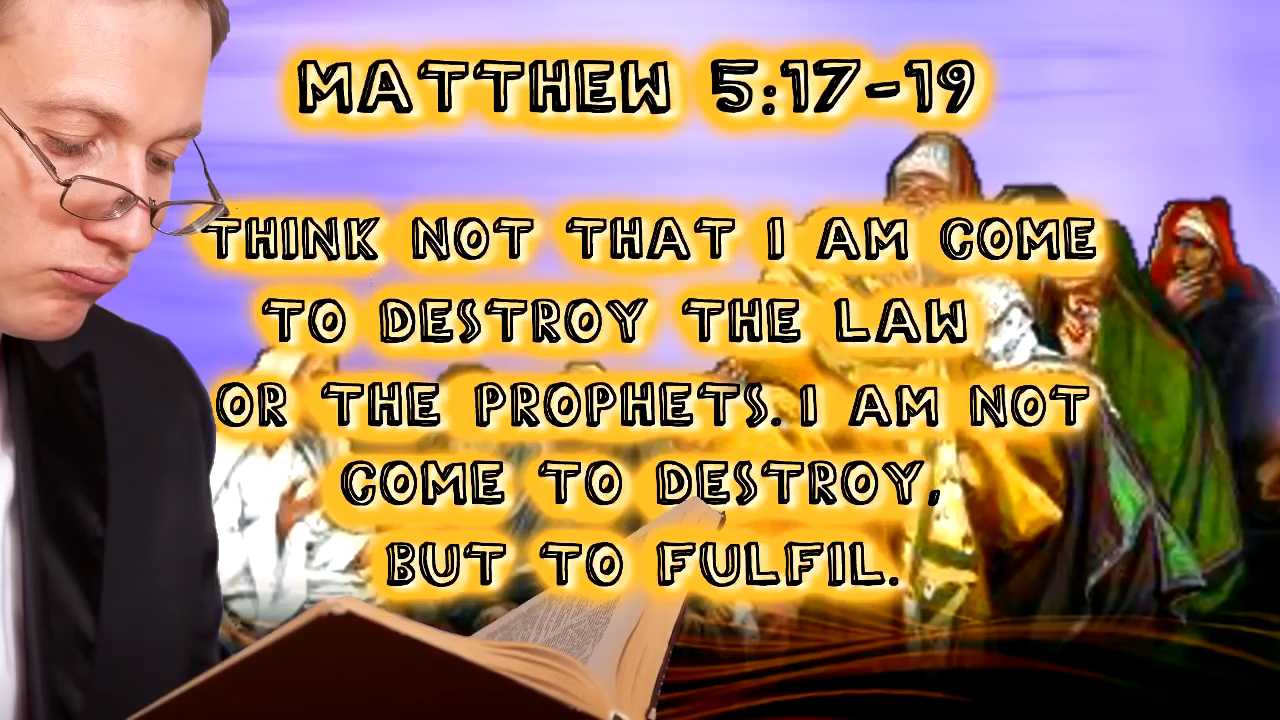 MATTHEW 5:17-19
THINK NOT THAT I AM COME
TO DESTROY THE LAW
OR THE PROPHETS. I AM NOT
COME TO DESTROY,
BUT TO FULFIL.